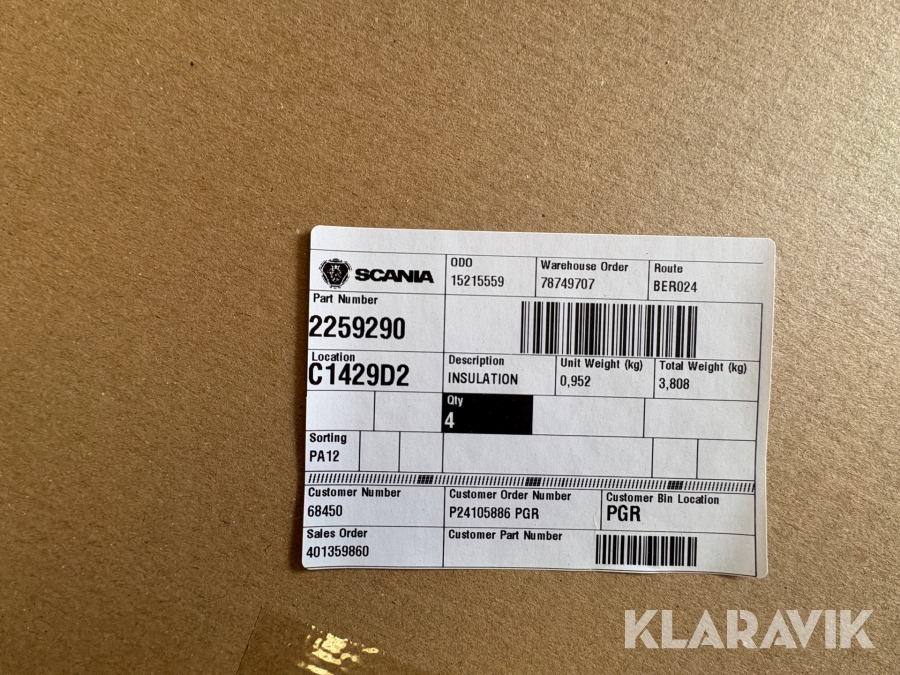 SCANIA
ODO
15215559
Warehouse Order
78749707
Route
BER024
Part Number
2259290
Location
C1429D2
Description
INSULATION
Unit Weight (kg)
0,952
Total Weight (kg)
3,808
Qty
4
Sorting
PA12
Customer Number
68450
Customer Order Number
P24105886 PGR
Customer Bin Location
PGR
Sales Order
401359860
Customer Part Number
KLARAVIK